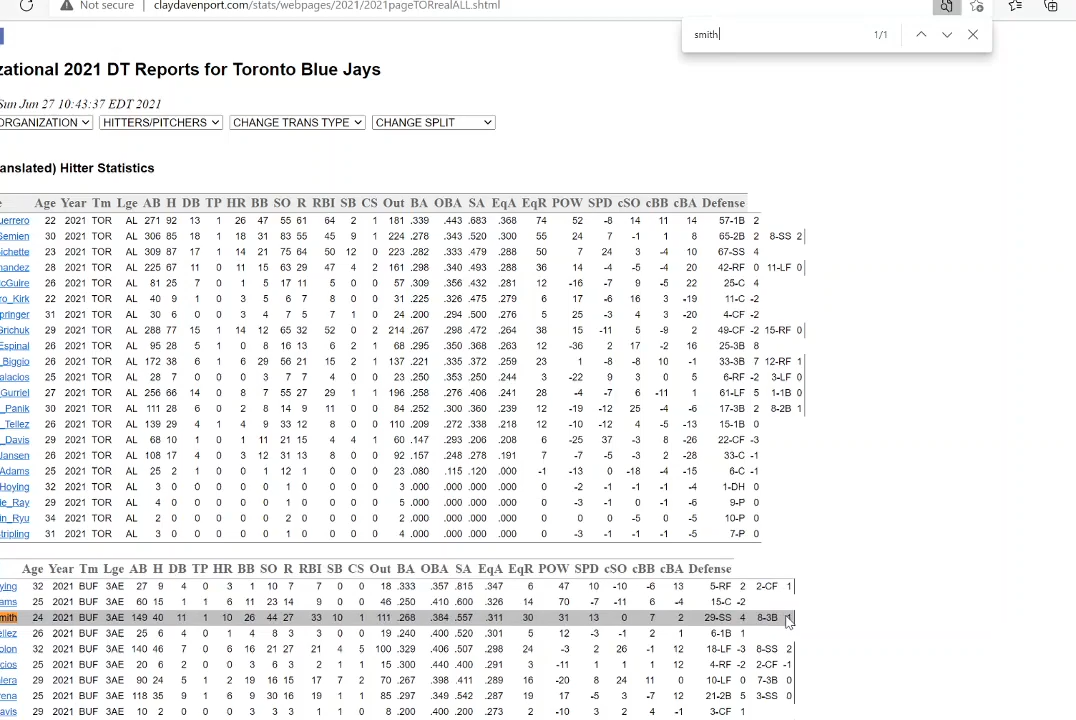 Not secure | claydavenport.com/stats/webpages/2021/2021pageTORrealALL.shtml
smith 1/1
zational 2021 DT Reports for Toronto Blue Jays
Sun Jun 27 10:43:37 EDT 2021
ORGANIZATION HITTERS/PITCHERS CHANGE TRANS TYPE CHANGE SPLIT
anslated) Hitter Statistics
e Age Year Tm Lge AB H DB TP HR BB SO R RBI SB CS Out BA OBA SA EqA EqR POW SPD cSO cBB cBA Defense
uerrero 22 2021 TOR AL 271 92 13 1 26 47 55 61 64 2 1 181 .339 .443 .683 .368 74 52 -8 14 11 14 57-1B 2
Semien 30 2021 TOR AL 306 85 18 1 18 31 83 55 45 9 1 224 .278 .343 .520 .300 55 24 7 -1 1 8 65-2B 2 8-SS 2
ichette 23 2021 TOR AL 309 87 17 1 14 21 75 64 50 12 0 223 .282 .333 .479 .288 50 7 24 3 -4 10 67-SS 4
nandez 28 2021 TOR AL 225 67 11 0 11 15 63 29 47 4 2 161 .298 .340 .493 .288 36 14 -4 -5 -4 20 42-RF 0 11-LF 0
cGuire 26 2021 TOR AL 81 25 7 0 1 5 17 11 5 0 0 57 .309 .356 .432 .281 12 -16 -7 9 -5 22 25-C 4
ro_Kirk 22 2021 TOR AL 40 9 1 0 3 5 6 7 8 0 0 31 .225 .326 .475 .279 6 17 -6 16 3 -19 11-C -2
pringer 31 2021 TOR AL 30 6 0 0 3 4 7 5 7 1 0 24 .200 .294 .500 .276 5 25 -3 4 3 -20 4-CF -2
Grichuk 29 2021 TOR AL 288 77 15 1 14 12 65 32 52 0 2 214 .267 .298 .472 .264 38 15 -11 5 -9 2 49-CF -2 15-RF 0
Espinal 26 2021 TOR AL 95 28 5 1 0 8 16 13 6 2 1 68 .295 .350 .368 .263 12 -36 2 17 -2 16 25-3B 8
_Biggio 26 2021 TOR AL 172 38 6 1 6 29 56 21 15 2 1 137 .221 .335 .372 .259 23 1 -8 -8 10 -1 33-3B 7 12-RF 1
alacios 25 2021 TOR AL 28 7 0 0 0 3 7 7 4 0 0 23 .250 .353 .250 .244 3 -22 9 3 0 5 6-RF -2 3-LF 0
Gurriel 27 2021 TOR AL 256 66 14 0 8 7 55 27 29 1 1 196 .258 .276 .406 .241 28 -4 -7 6 -11 1 61-LF 5 1-1B 0
_Panik 30 2021 TOR AL 111 28 6 0 2 8 14 9 11 0 0 84 .252 .300 .360 .239 12 -19 -12 25 -4 -6 17-3B 2 8-2B 1
_Tellez 26 2021 TOR AL 139 29 4 1 4 9 33 12 8 0 0 110 .209 .272 .338 .218 12 -10 -12 4 -5 -13 15-1B 0
_Davis 29 2021 TOR AL 68 10 1 0 1 11 21 15 4 4 1 60 .147 .293 .206 .208 6 -25 37 -3 8 -26 22-CF -3
Jansen 26 2021 TOR AL 108 17 4 0 3 12 31 13 8 0 0 92 .157 .248 .278 .191 7 -7 -5 -3 2 -28 33-C -1
Adams 25 2021 TOR AL 25 2 1 0 0 1 12 1 0 0 0 23 .080 .115 .120 .000 -1 -13 0 -18 -4 -15 6-C -1
Hoying 32 2021 TOR AL 3 0 0 0 0 0 1 0 0 0 0 3 .000 .000 .000 .000 0 -2 -1 -1 -1 -4 1-DH 0
ie_Ray 29 2021 TOR AL 4 0 0 0 0 0 1 0 0 0 0 5 .000 .000 .000 .000 0 -3 -1 0 -1 -6 9-P 0
in_Ryu 34 2021 TOR AL 2 0 0 0 0 0 2 0 0 0 0 2 .000 .000 .000 .000 0 0 0 -5 0 -5 10-P 0
tripling 31 2021 TOR AL 3 0 0 0 0 0 1 0 0 0 0 4 .000 .000 .000 .000 0 -3 -1 -1 -1 -5 7-P 0
Age Year Tm Lge AB H DB TP HR BB SO R RBI SB CS Out BA OBA SA EqA EqR POW SPD cSO cBB cBA Defense
ying 32 2021 BUF 3AE 27 9 4 0 3 1 10 7 7 0 0 18 .333 .357 .815 .347 6 47 10 -10 -6 13 5-RF 2 2-CF 1
ams 25 2021 BUF 3AE 60 15 1 1 6 11 23 14 9 0 0 46 .250 .410 .600 .326 14 70 -7 -11 6 -4 15-C -2
mith 24 2021 BUF 3AE 149 40 11 1 10 26 44 27 33 10 1 111 .268 .384 .557 .311 30 31 13 0 7 2 29-SS 4 8-3B
ellez 26 2021 BUF 3AE 25 6 4 0 1 4 8 3 3 0 0 19 .240 .400 .520 .301 5 12 -3 -1 2 1 6-1B 1
olon 32 2021 BUF 3AE 140 46 7 0 6 16 21 27 21 4 5 100 .329 .406 .507 .298 24 -3 2 26 -1 12 18-LF -3 8-SS 2
cios 25 2021 BUF 3AE 20 6 2 0 0 3 6 3 2 1 1 15 .300 .440 .400 .291 3 -11 1 1 1 12 4-RF -2 2-CF -1
alera 29 2021 BUF 3AE 90 24 5 1 2 19 16 15 17 7 2 70 .267 .398 .411 .289 16 -20 8 24 11 0 10-LF 0 7-3B 0
rena 25 2021 BUF 3AE 118 35 9 1 6 9 30 16 19 1 1 85 .297 .349 .542 .287 19 17 -5 3 -7 12 21-2B 5 3-SS 0
avis 29 2021 BUF 3AE 10 2 0 0 0 3 3 3 1 1 0 8 .200 .400 .200 .273 2 -10 3 2 4 -1 3-CF 1